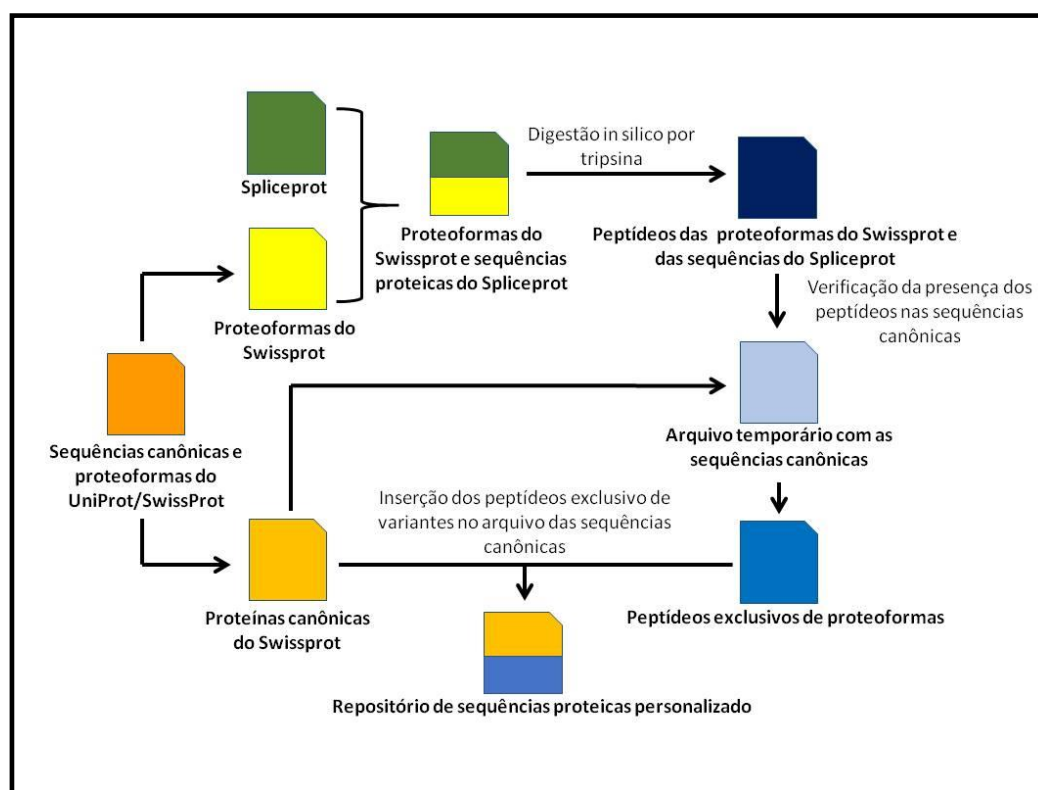 Spliceprot
Digestão in silico por
tripsina
Proteoformas do
Swissprot e sequências
proteicas do Spliceprot
Peptídeos das proteoformas do Swissprot e
das sequências do Spliceprot
Proteoformas do
Swissprot
Verificação da presença dos
peptídeos nas sequências
canônicas
Sequências canônicas e
proteoformas do
UniProt/SwissProt
Arquivo temporário com as
sequências canônicas
Inserção dos peptídeos exclusivo de
variantes no arquivo das sequências
canônicas
Proteínas canônicas
do Swissprot
Peptídeos exclusivos de proteoformas
Repositório de sequências proteicas personalizado